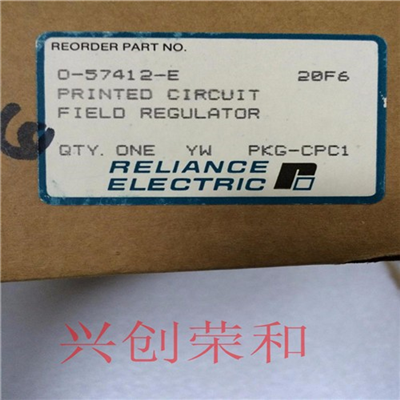 REORDER PART NO.
O-57412-E 20F6
PRINTED CIRCUIT
FIELD REGULATOR
QTY. ONE YW PKG-CPC1
RELIANCE
ELECTRIC
兴创荣和